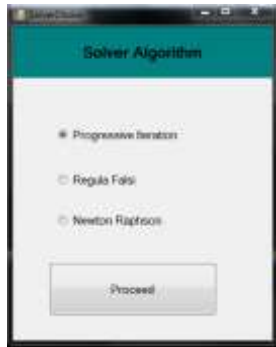 Solver Algorithm
Progressive Iteration
Regula Falsi
Newton Raphson
Proceed